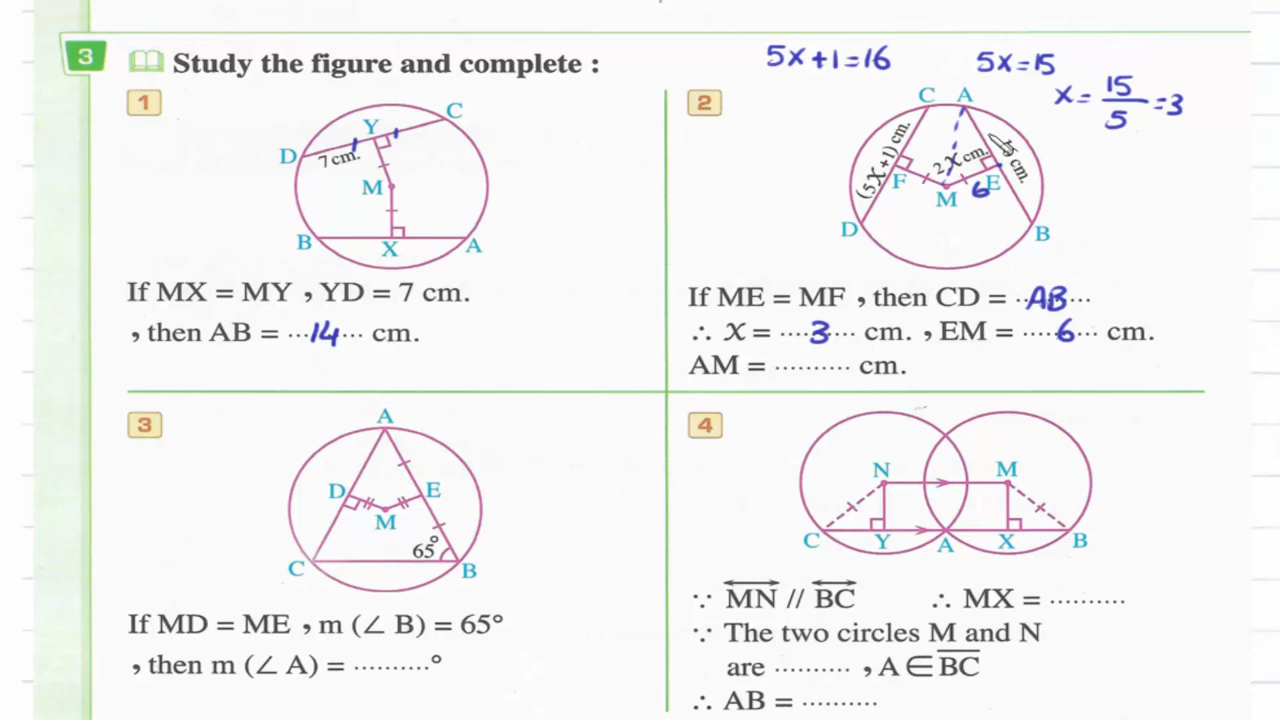 3 Study the figure and complete :
5x+1=16 5x=15
x=15/5=3
1
C
Y
D
7 cm.
M
B X A
If MX = MY , YD = 7 cm.
, then AB = ...14... cm.
2
C A
(5X+1) cm.
2X cm.
cm.
F M 6 E
D B
If ME = MF , then CD = ...AB...
∴ X = ....3.... cm. , EM = .....6... cm.
AM = .......... cm.
3
A
D E
M
65°
C B
If MD = ME , m (∠ B) = 65°
, then m (∠ A) = ..........°
4
N M
C Y A X B
∵ MN // BC ∴ MX = ..........
∵ The two circles M and N
are .......... , A ∈ BC
∴ AB = ..........